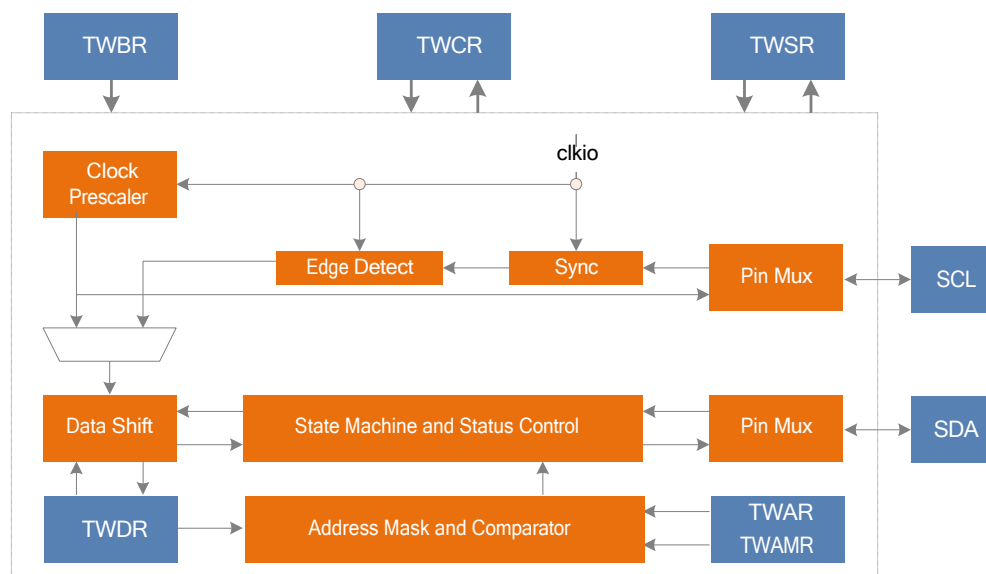 TWBR
TWCR
TWSR
clkio
Clock
Prescaler
Edge Detect
Sync
Pin Mux
SCL
Data Shift
State Machine and Status Control
Pin Mux
SDA
TWDR
Address Mask and Comparator
TWAR
TWAMR